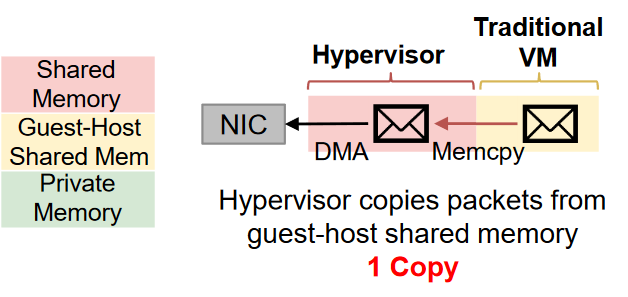 Traditional
VM
Hypervisor
Shared
Memory
Guest-Host
Shared Mem
Private
Memory
NIC
DMA
Memcpy
Hypervisor copies packets from
guest-host shared memory
1 Copy